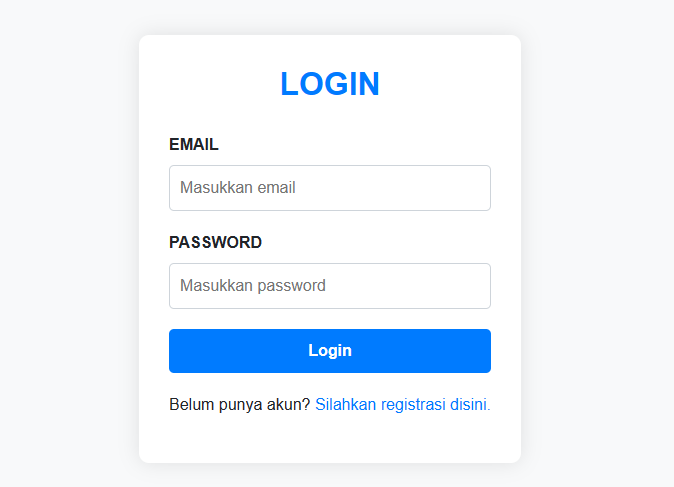 LOGIN
EMAIL
Masukkan email
PASSWORD
Masukkan password
Login
Belum punya akun? Silahkan registrasi disini.